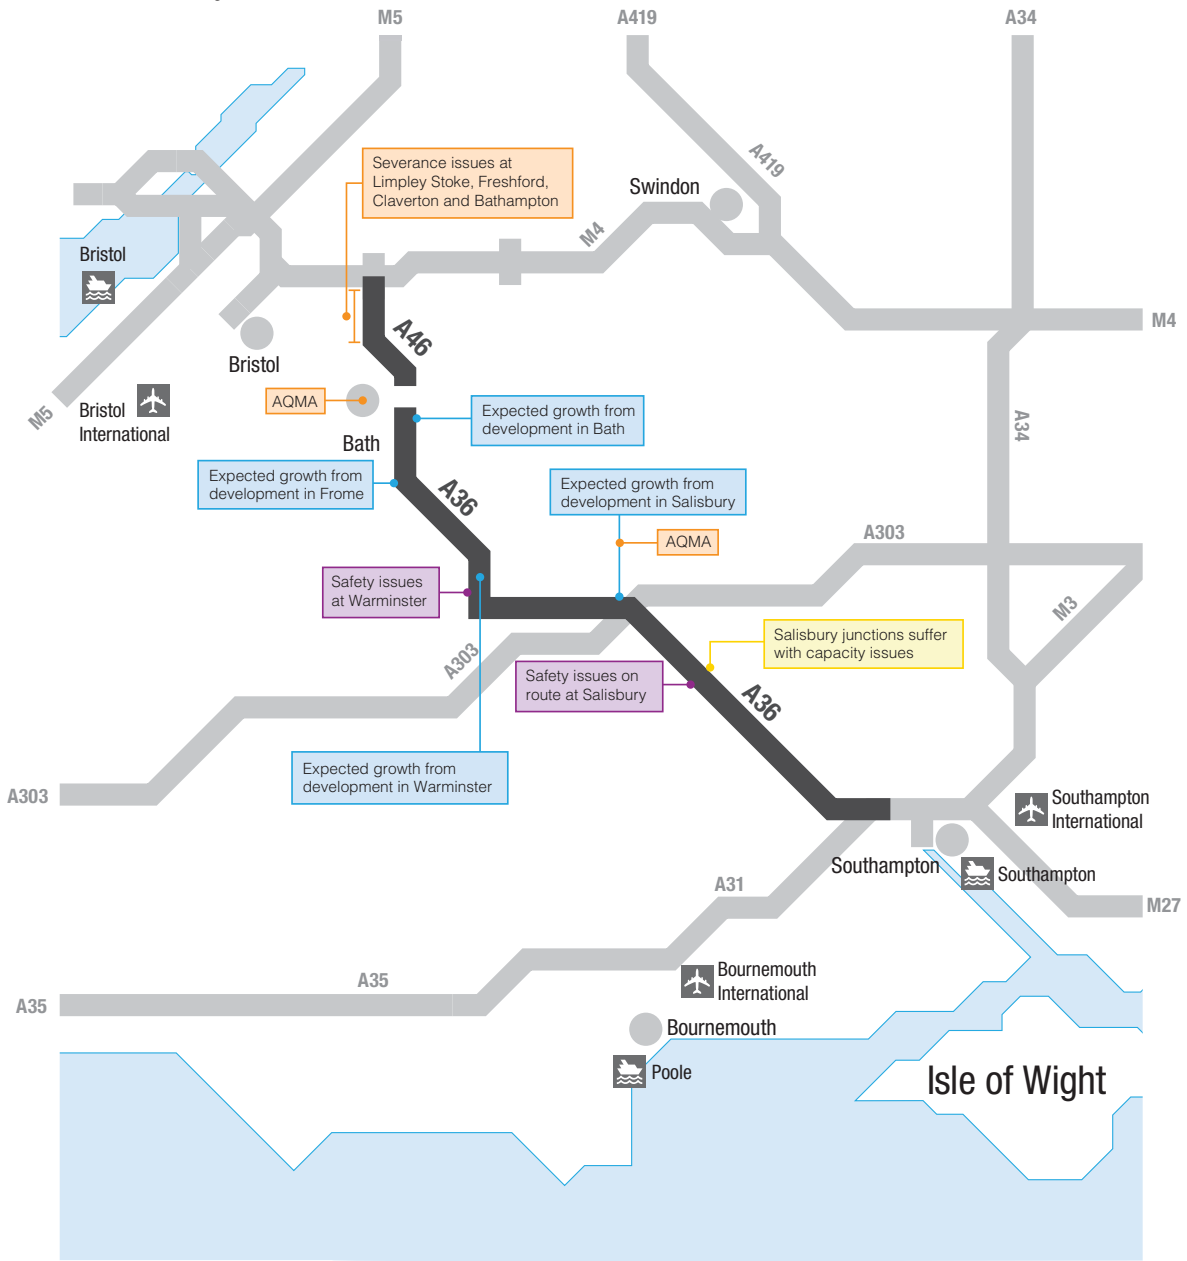 M5
A419
A34
Severance issues at
Limpley Stoke, Freshford,
Claverton and Bathampton
A419
Swindon
M4
Bristol
M4
A46
Bristol
M5
Bristol
International
AQMA
Bath
Expected growth from
development in Bath
A34
Expected growth from
development in Frome
A36
Expected growth from
development in Salisbury
AQMA
A303
Safety issues
at Warminster
M3
Salisbury junctions suffer
with capacity issues
A303
Safety issues on
route at Salisbury
A36
Expected growth from
development in Warminster
A303
Southampton
International
Southampton
Southampton
A31
M27
Bournemouth
International
A35
A35
Bournemouth
Poole
Isle of Wight